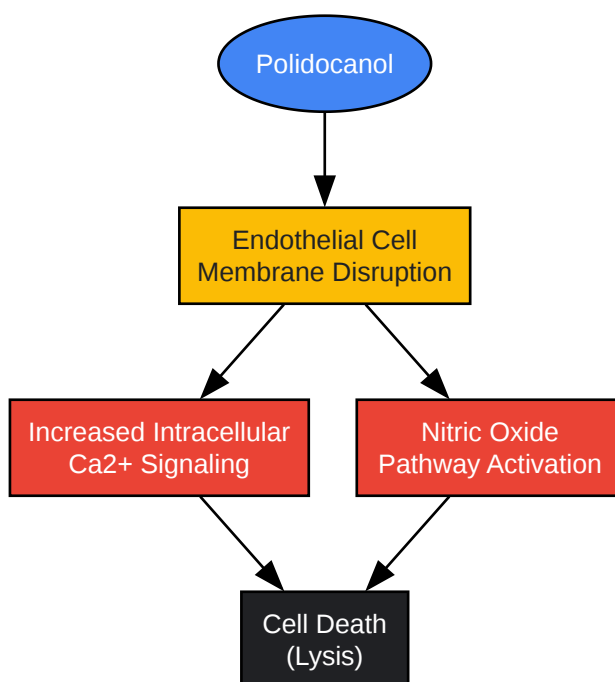 Polidocanol
Endothelial Cell
Membrane Disruption
Increased Intracellular
Ca2+ Signaling
Nitric Oxide
Pathway Activation
Cell Death
(Lysis)